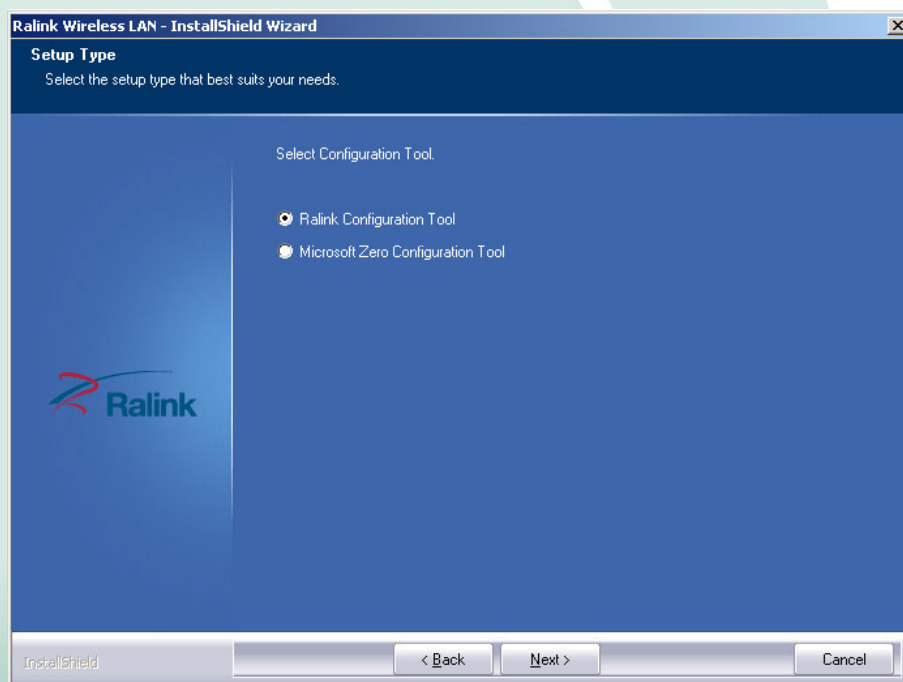 Ralink Wireless LAN - InstallShield Wizard
Setup Type
Select the setup type that best suits your needs.
Select Configuration Tool.
Ralink Configuration Tool
Microsoft Zero Configuration Tool
Ralink
InstallShield
< Back
Next >
Cancel